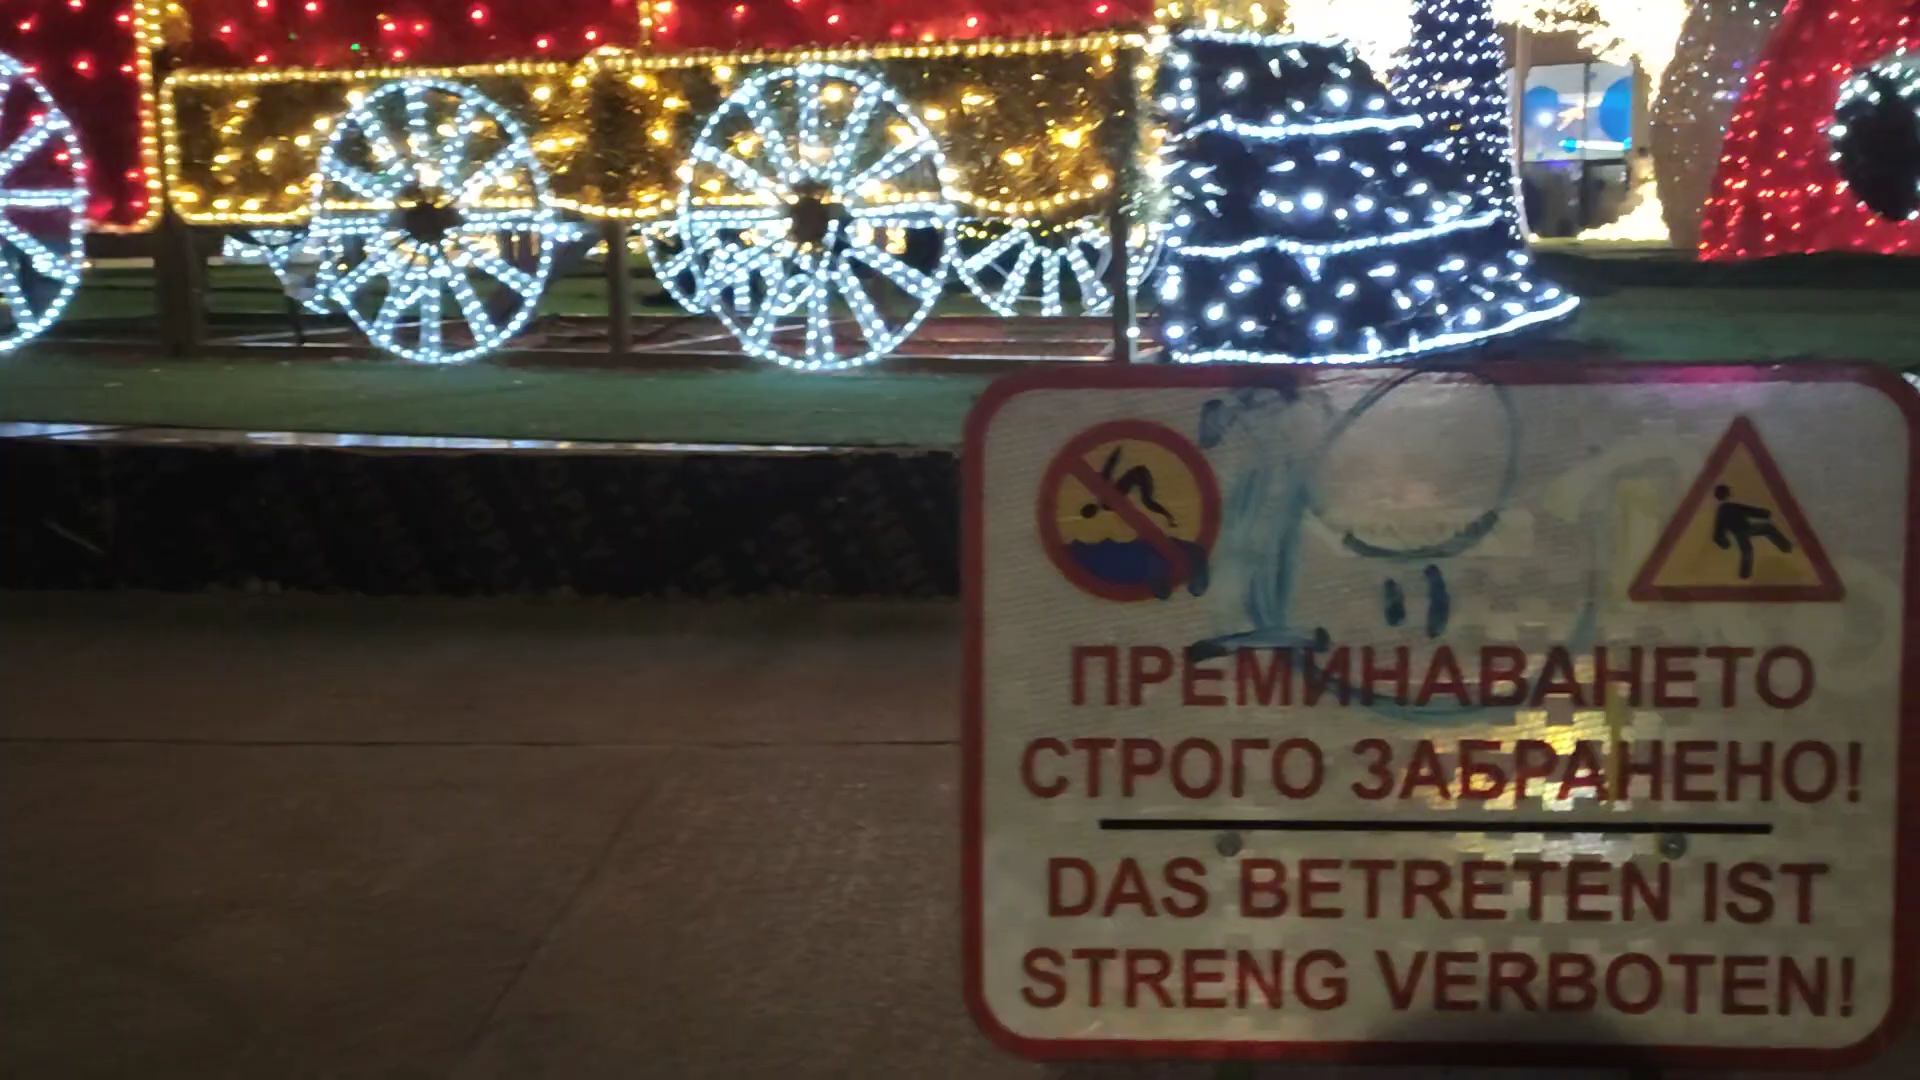 ПРЕМИНАВАНЕТО
СТРОГО ЗАБРАНЕНО!
DAS BETRETEN IST
STRENG VERBOTEN!